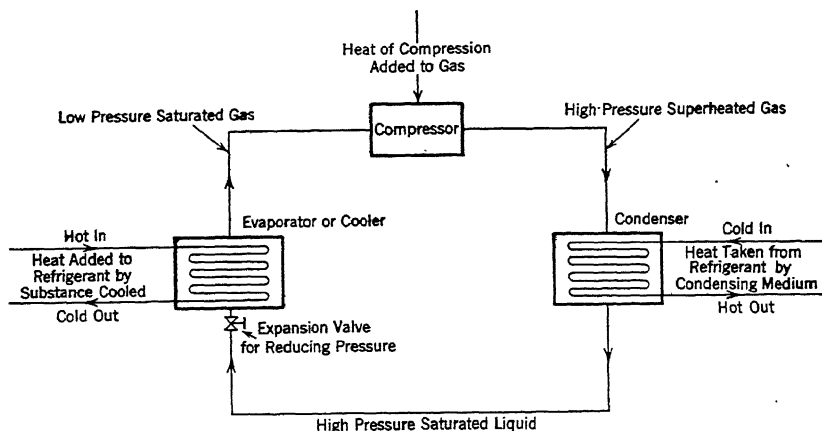 Heat of Compression
Added to Gas
Low Pressure Saturated Gas
Compressor
High-Pressure Superheated Gas
Evaporator or Cooler
Condenser
Hot In
Heat Added to
Refrigerant by
Substance Cooled
Cold Out
Cold In
Heat Taken from
Refrigerant by
Condensing Medium
Hot Out
Expansion Valve
for Reducing Pressure
High Pressure Saturated Liquid